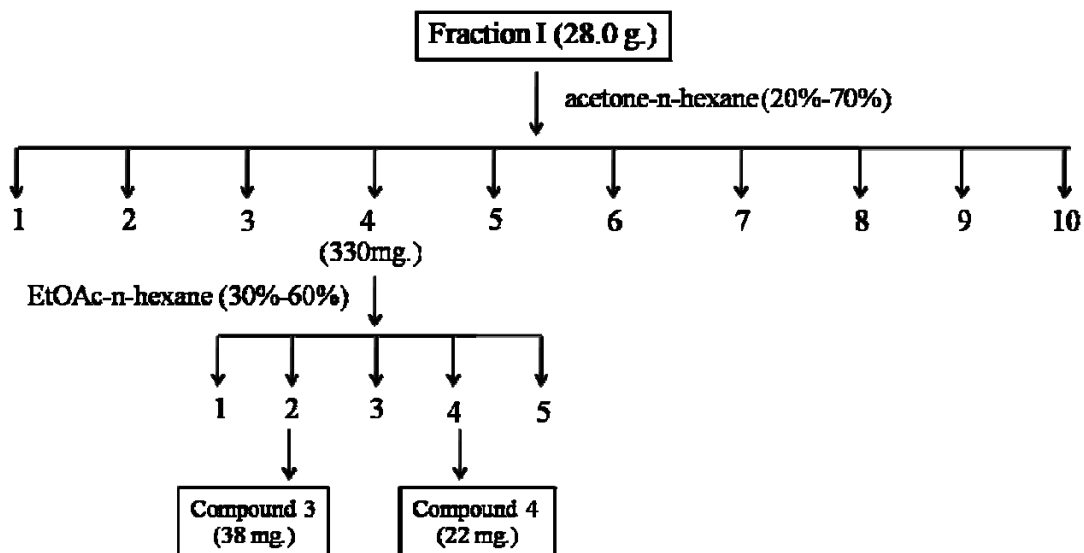 Fraction I (28.0 g.)
acetone-n-hexane (20%-70%)
1 2 3 4 5 6 7 8 9 10
(330mg.)
EtOAc-n-hexane (30%-60%)
1 2 3 4 5
Compound 3
(38 mg.)
Compound 4
(22 mg.)